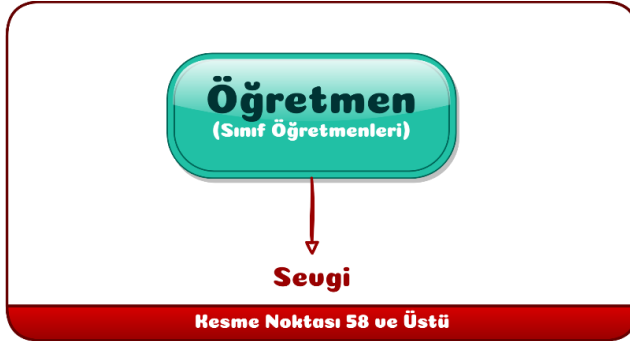 Öğretmen
(Sınıf Öğretmenleri)
Sevgi
Kesme Noktası 58 ve Üstü